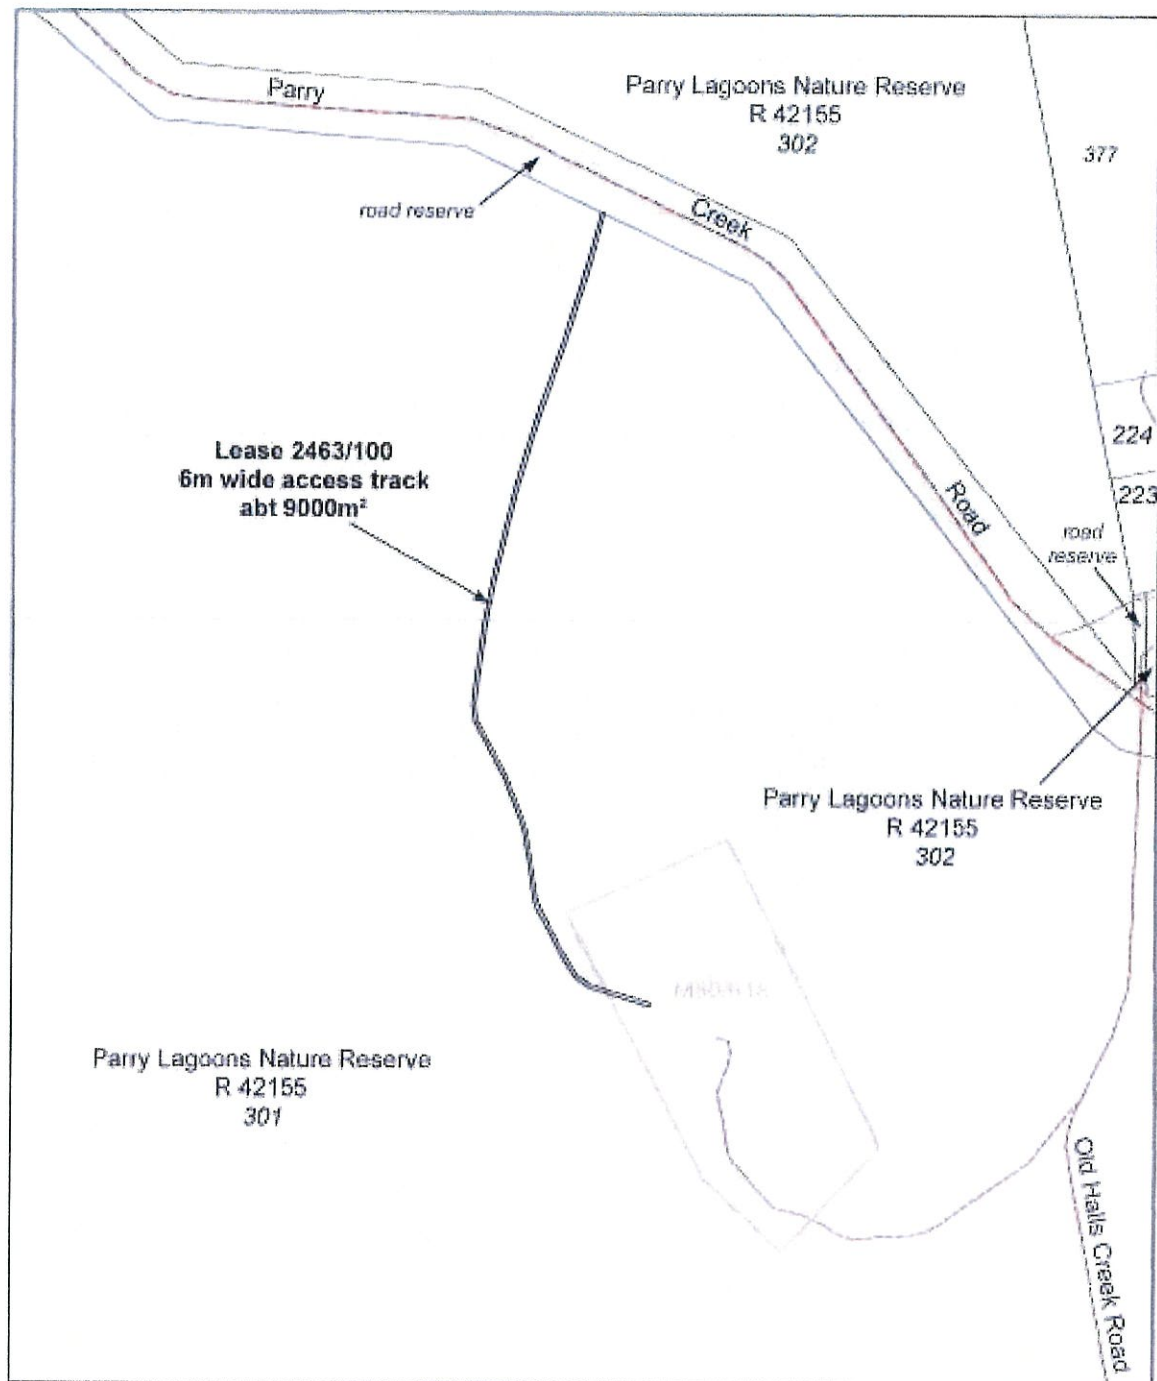 Parry Lagoons Nature Reserve
R 42155
302
Parry
377
road reserve
Creek
224
Lease 2463/100
6m wide access track
abt 9000m²
223
Road
road
reserve
Parry Lagoons Nature Reserve
R 42155
302
Parry Lagoons Nature Reserve
R 42155
301
Old Halls Creek Road